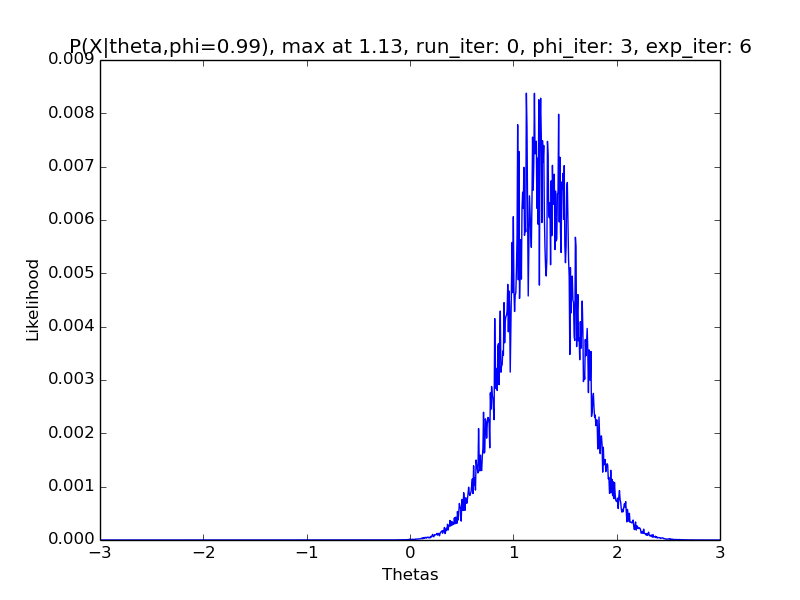 P(X|theta,phi=0.99), max at 1.13, run_iter: 0, phi_iter: 3, exp_iter: 6
0.009
0.008
0.007
0.006
0.005
0.004
0.003
0.002
0.001
0.000
Likelihood
−3 −2 −1 0 1 2 3
Thetas